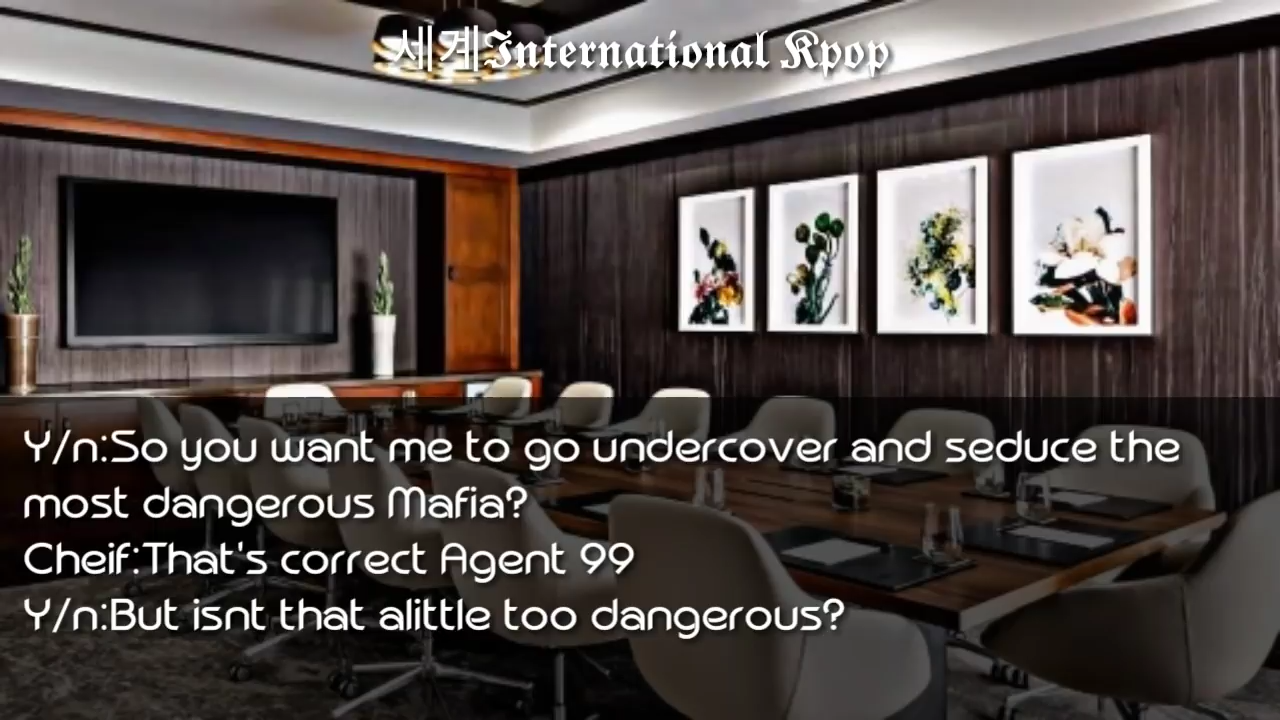 세계International Kpop
Y/n:So you want me to go undercover and seduce the
most dangerous Mafia?
Cheif:That's correct Agent 99
Y/n:But isnt that alittle too dangerous?